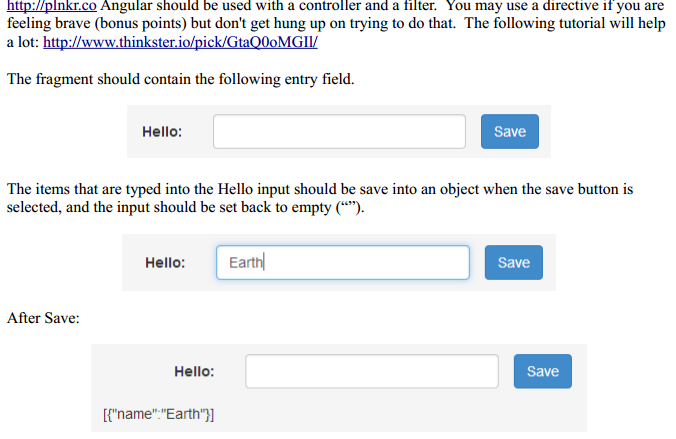 http://plnkr.co Angular should be used with a controller and a filter.  You may use a directive if you are
feeling brave (bonus points) but don't get hung up on trying to do that.  The following tutorial will help
a lot: http://www.thinkster.io/pick/GtaQ0oMGIl/
The fragment should contain the following entry field.
Hello: Save
The items that are typed into the Hello input should be save into an object when the save button is
selected, and the input should be set back to empty (“”).
Hello: Earth Save
After Save:
Hello: Save
[{"name":"Earth"}]